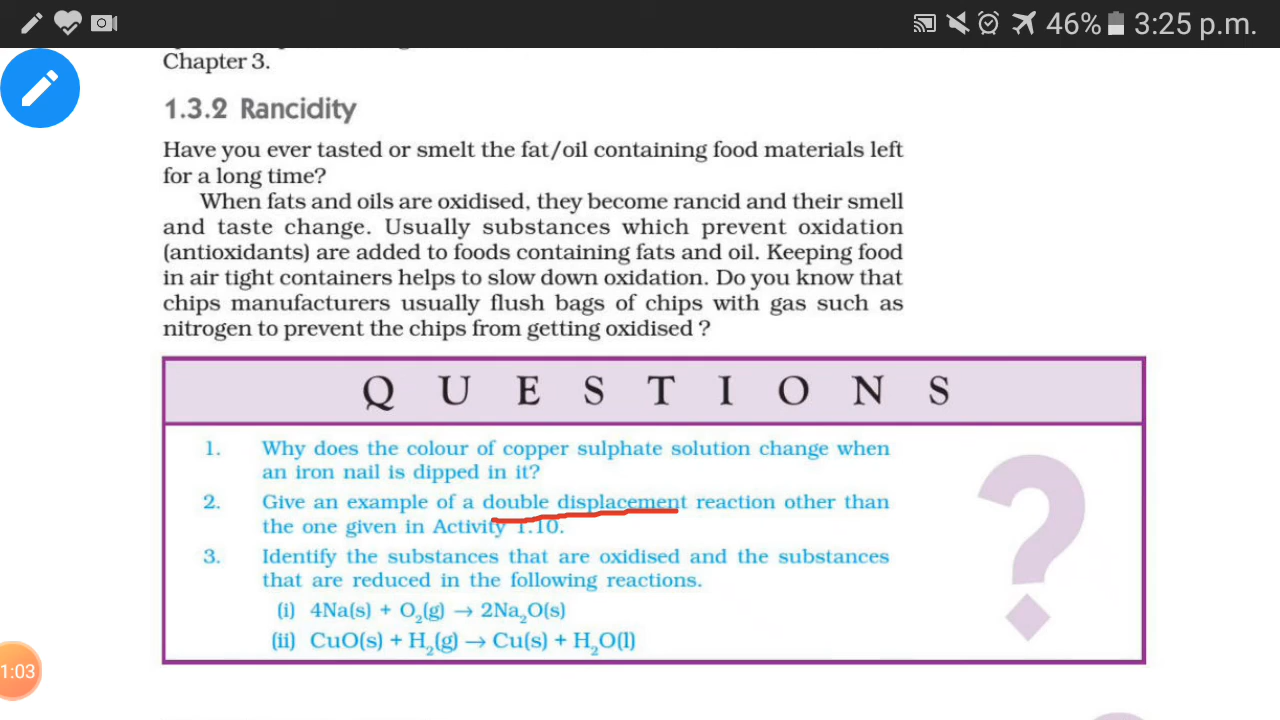 46% 3:25 p.m.
Chapter 3.
1.3.2 Rancidity
Have you ever tasted or smelt the fat/oil containing food materials left
for a long time?
When fats and oils are oxidised, they become rancid and their smell
and taste change. Usually substances which prevent oxidation
(antioxidants) are added to foods containing fats and oil. Keeping food
in air tight containers helps to slow down oxidation. Do you know that
chips manufacturers usually flush bags of chips with gas such as
nitrogen to prevent the chips from getting oxidised ?
Q U E S T I O N S
1. Why does the colour of copper sulphate solution change when
an iron nail is dipped in it?
2. Give an example of a double displacement reaction other than
the one given in Activity 1.10.
3. Identify the substances that are oxidised and the substances
that are reduced in the following reactions.
(i) 4Na(s) + O₂(g) → 2Na₂O(s)
(ii) CuO(s) + H₂(g) → Cu(s) + H₂O(l)
?
1:03